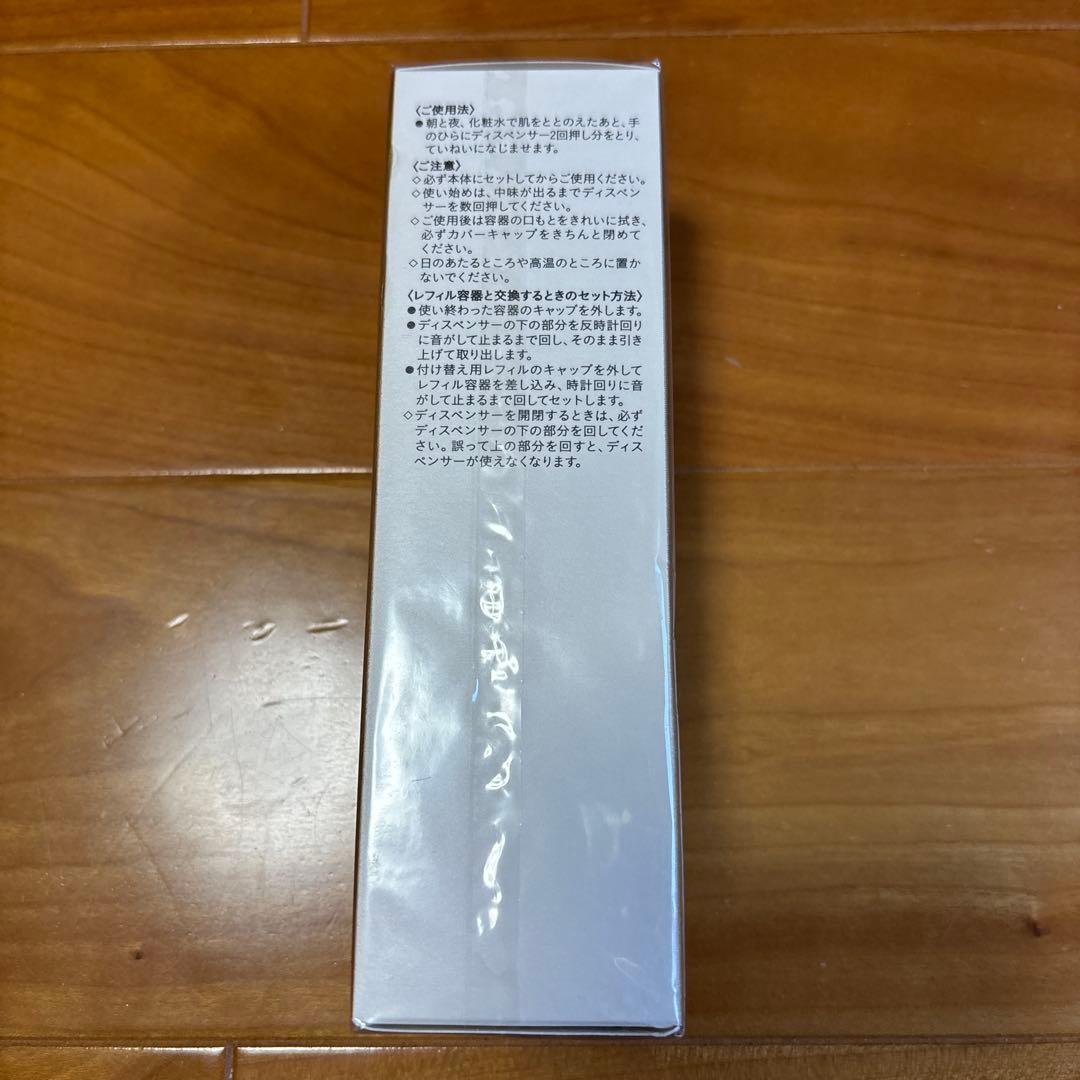 〈ご使用法〉
●朝と夜、化粧水で肌をととのえたあと、手
のひらにディスペンサー2回押し分をとり、
ていねいになじませます。
〈ご注意〉
◇必ず本体にセットしてからご使用ください。
◇使い始めは、中味が出るまでディスペン
サーを数回押してください。
◇ご使用後は容器の口もとをきれいに拭き、
必ずカバーキャップをきちんと閉めて
ください。
◇日のあたるところや高温のところに置か
ないでください。
〈レフィル容器と交換するときのセット方法〉
●使い終わった容器のキャップを外します。
●ディスペンサーの下の部分を反時計回り
に音がして止まるまで回し、そのまま引き
上げて取り出します。
●付け替え用レフィルのキャップを外して
レフィル容器を差し込み、時計回りに音
がして止まるまで回してセットします。
◇ディスペンサーを開閉するときは、必ず
ディスペンサーの下の部分を回してくだ
さい。誤って上の部分を回すと、ディス
ペンサーが使えなくなります。